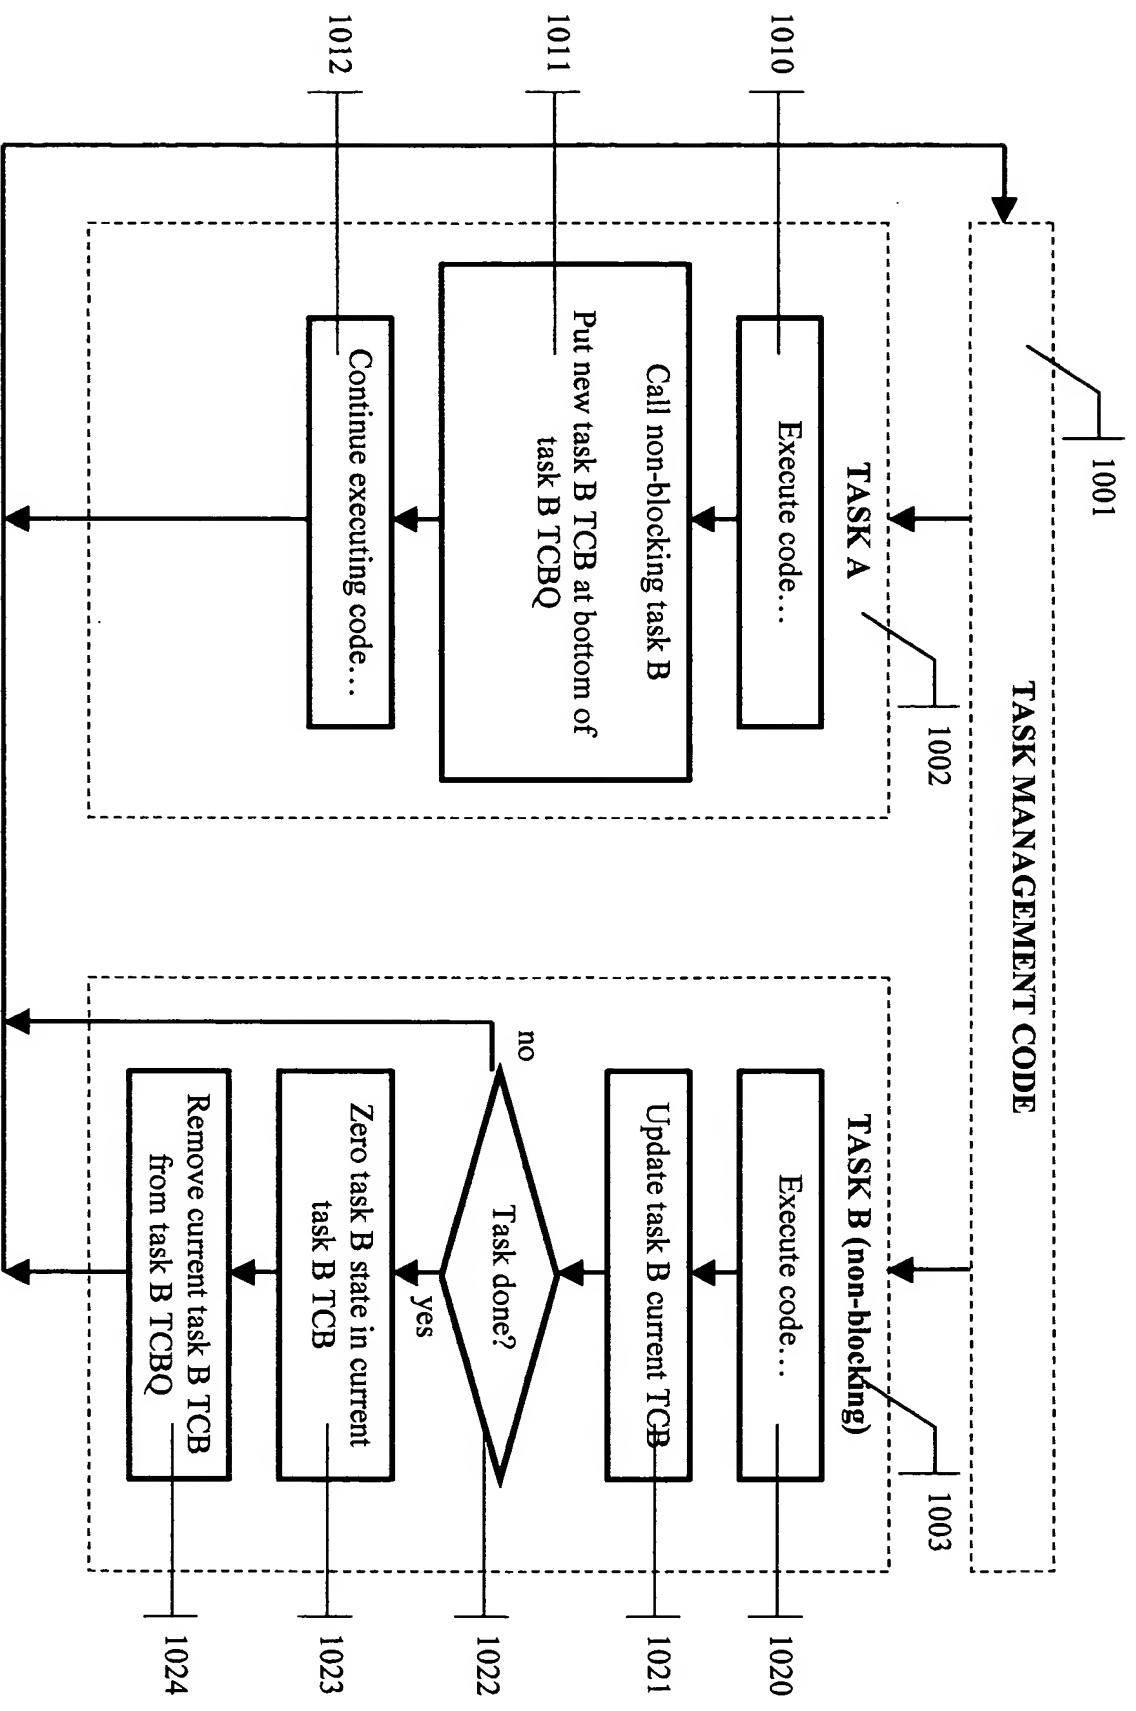 1001
TASK MANAGEMENT CODE
1002
1003
TASK A
1010
Execute code…
Call non-blocking task B
1011
Put new task B TCB at bottom of
task B TCBQ
1012
Continue executing code…
TASK B (non-blocking)
Execute code…
1020
Update task B current TCB
1021
no
Task done?
1022
yes
Zero task B state in current
task B TCB
1023
Remove current task B TCB
from task B TCBQ
1024